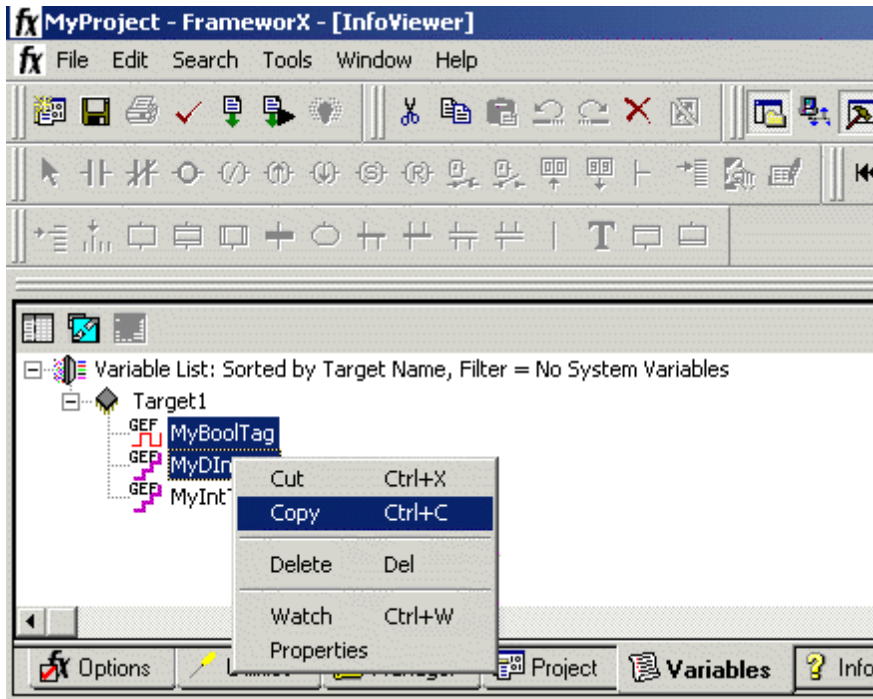 MyProject - FrameworX - [InfoViewer]
File Edit Search Tools Window Help
Variable List: Sorted by Target Name, Filter = No System Variables
Target1
GEF MyBoolTag
GEF
GEF
Cut Ctrl+X
Copy Ctrl+C
Delete Del
Watch Ctrl+W
Properties
Options Project Variables